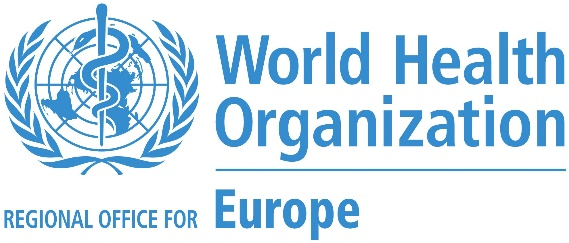 World Health
Organization
REGIONAL OFFICE FOR Europe